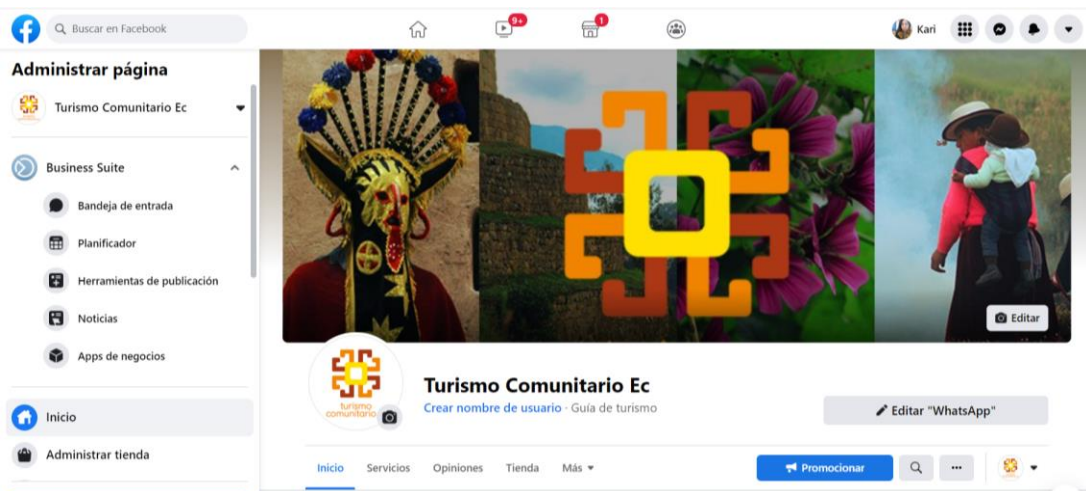 Buscar en Facebook
9+
1
Kari
Administrar página
Turismo Comunitario Ec
Business Suite
Bandeja de entrada
Planificador
Herramientas de publicación
Noticias
Apps de negocios
Inicio
Administrar tienda
Editar
turismo
comunitario
Turismo Comunitario Ec
Crear nombre de usuario · Guía de turismo
Editar "WhatsApp"
Inicio Servicios Opiniones Tienda Más
Promocionar